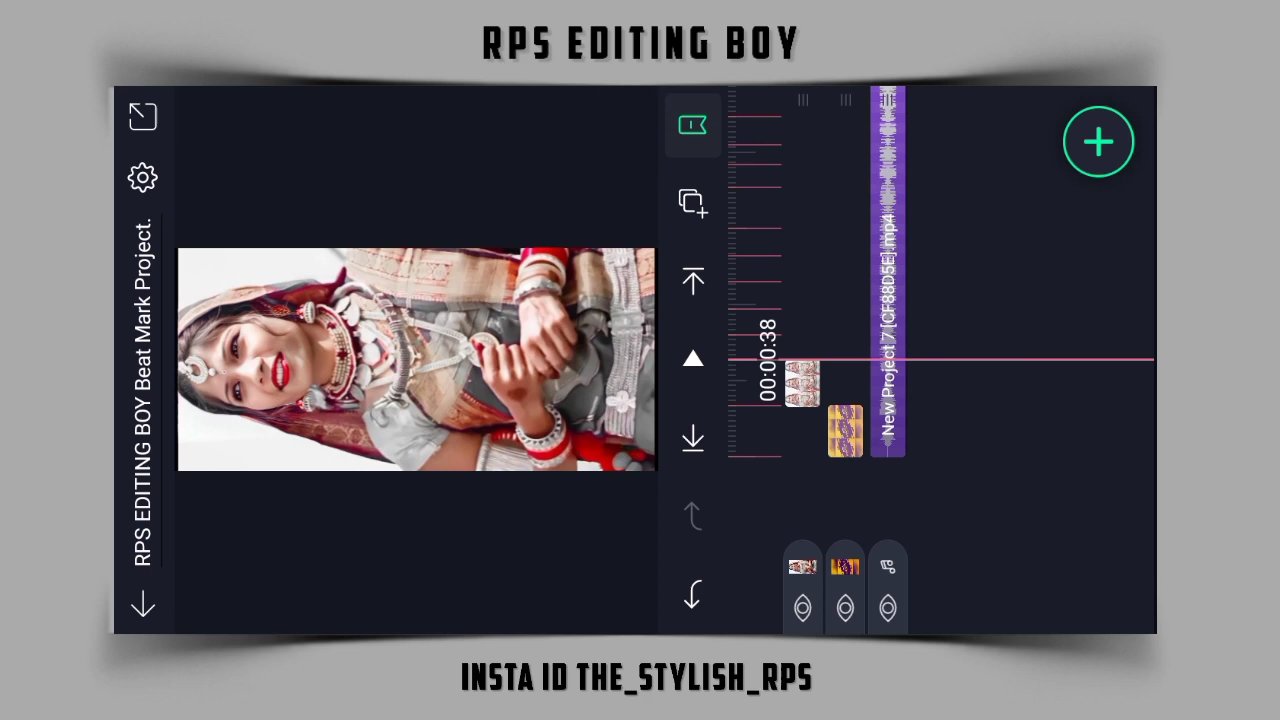 RPS EDITING BOY
RPS EDITING BOY Beat Mark Project.
00:00:38
New Project 7 [CF88D5E].mp4
INSTA ID THE_STYLISH_RPS